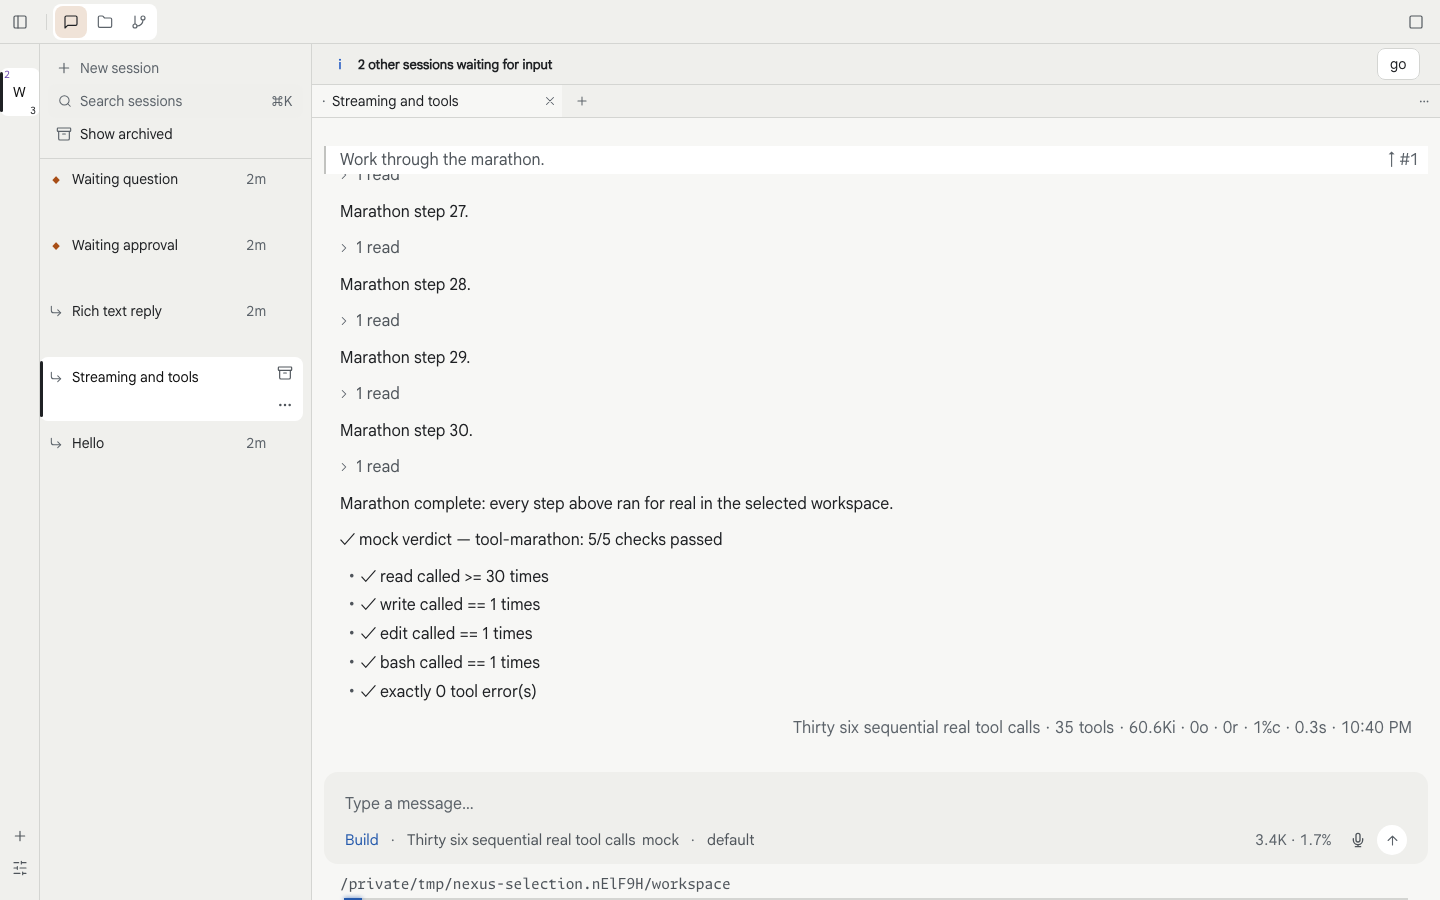 2
W
3
New session
Search sessions ⌘K
Show archived
Waiting question 2m
Waiting approval 2m
Rich text reply 2m
Streaming and tools
Hello 2m
i 2 other sessions waiting for input go
· Streaming and tools
Work through the marathon. ↑ #1
1 read
Marathon step 27.
1 read
Marathon step 28.
1 read
Marathon step 29.
1 read
Marathon step 30.
1 read
Marathon complete: every step above ran for real in the selected workspace.
✓ mock verdict — tool-marathon: 5/5 checks passed
• ✓ read called >= 30 times
• ✓ write called == 1 times
• ✓ edit called == 1 times
• ✓ bash called == 1 times
• ✓ exactly 0 tool error(s)
Thirty six sequential real tool calls · 35 tools · 60.6Ki · 0o · 0r · 1%c · 0.3s · 10:40 PM
Type a message...
Build · Thirty six sequential real tool calls mock · default 3.4K · 1.7%
/private/tmp/nexus-selection.nElF9H/workspace